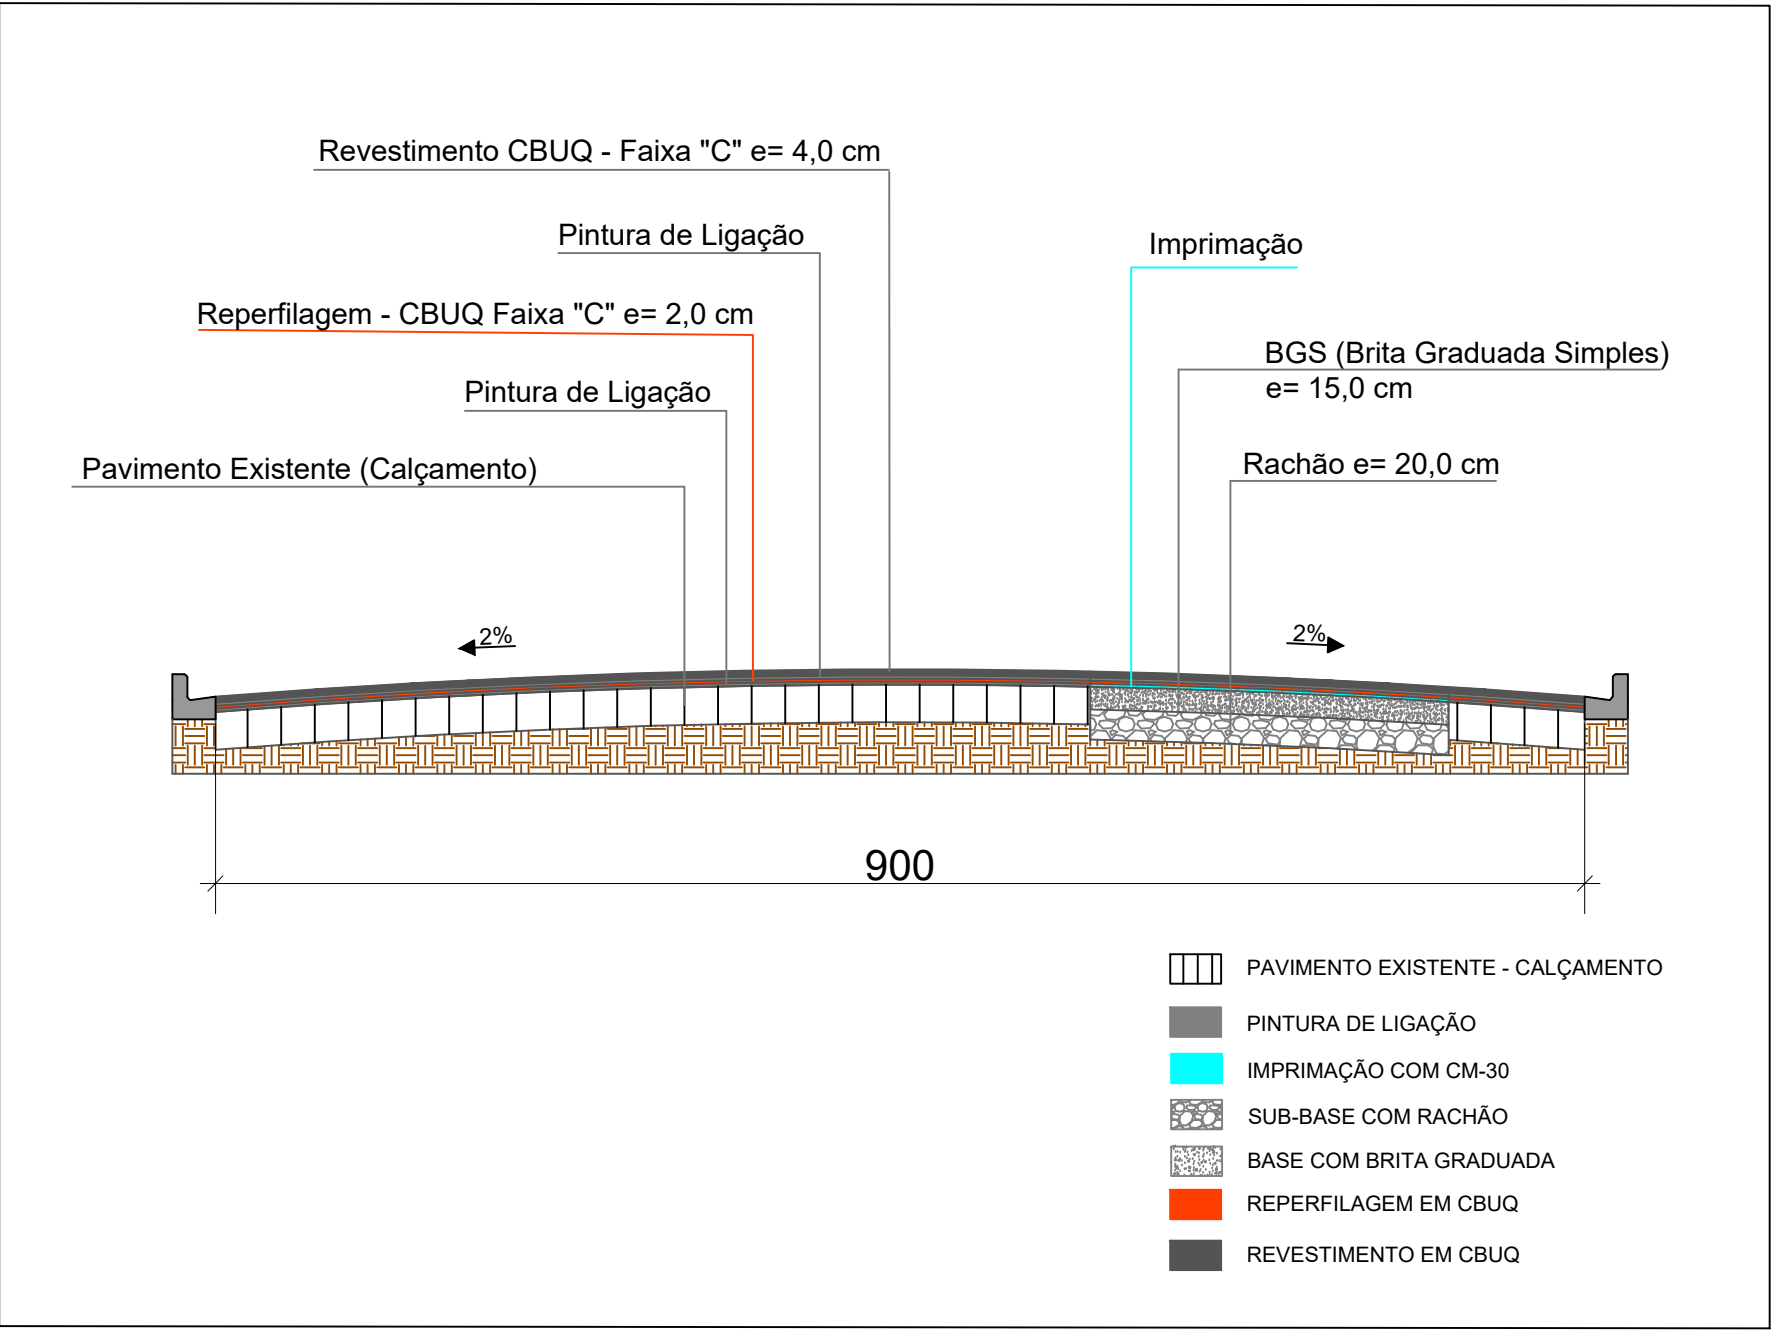 Revestimento CBUQ - Faixa "C" e= 4,0 cm
Pintura de Ligação
Imprimação
Reperfilagem - CBUQ Faixa "C" e= 2,0 cm
BGS (Brita Graduada Simples)
e= 15,0 cm
Pintura de Ligação
Pavimento Existente (Calçamento)
Rachão e= 20,0 cm
2%
2%
900
PAVIMENTO EXISTENTE - CALÇAMENTO
PINTURA DE LIGAÇÃO
IMPRIMAÇÃO COM CM-30
SUB-BASE COM RACHÃO
BASE COM BRITA GRADUADA
REPERFILAGEM EM CBUQ
REVESTIMENTO EM CBUQ